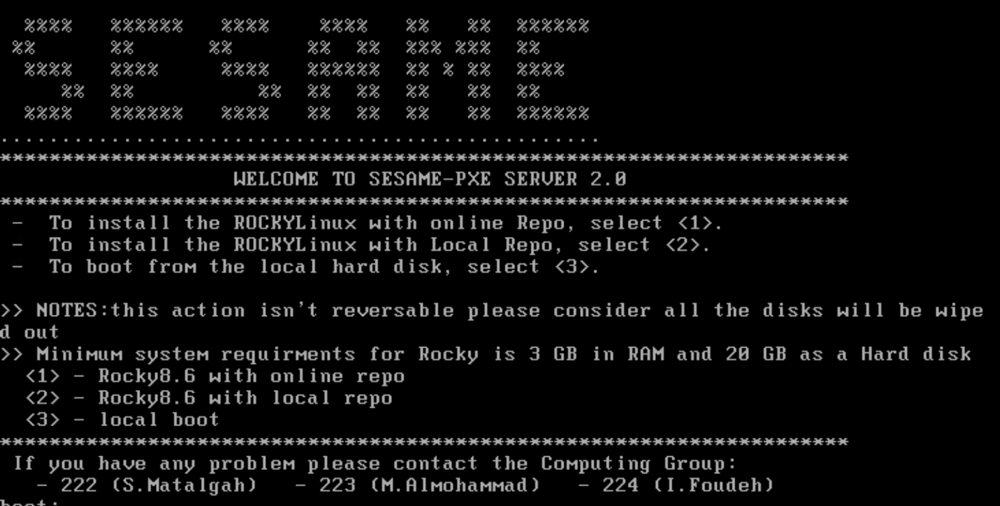 SESAME
WELCOME TO SESAME-PXE SERVER 2.0
-  To install the ROCKYLinux with online Repo, select <1>.
-  To install the ROCKYLinux with Local Repo, select <2>.
-  To boot from the local hard disk, select <3>.
>> NOTES:this action isn't reversable please consider all the disks will be wipe
d out
>> Minimum system requirments for Rocky is 3 GB in RAM and 20 GB as a Hard disk
<1> - Rocky8.6 with online repo
<2> - Rocky8.6 with local repo
<3> - local boot
If you have any problem please contact the Computing Group:
- 222 (S.Matalgah)   - 223 (M.Almohammad)   - 224 (I.Foudeh)
boot: